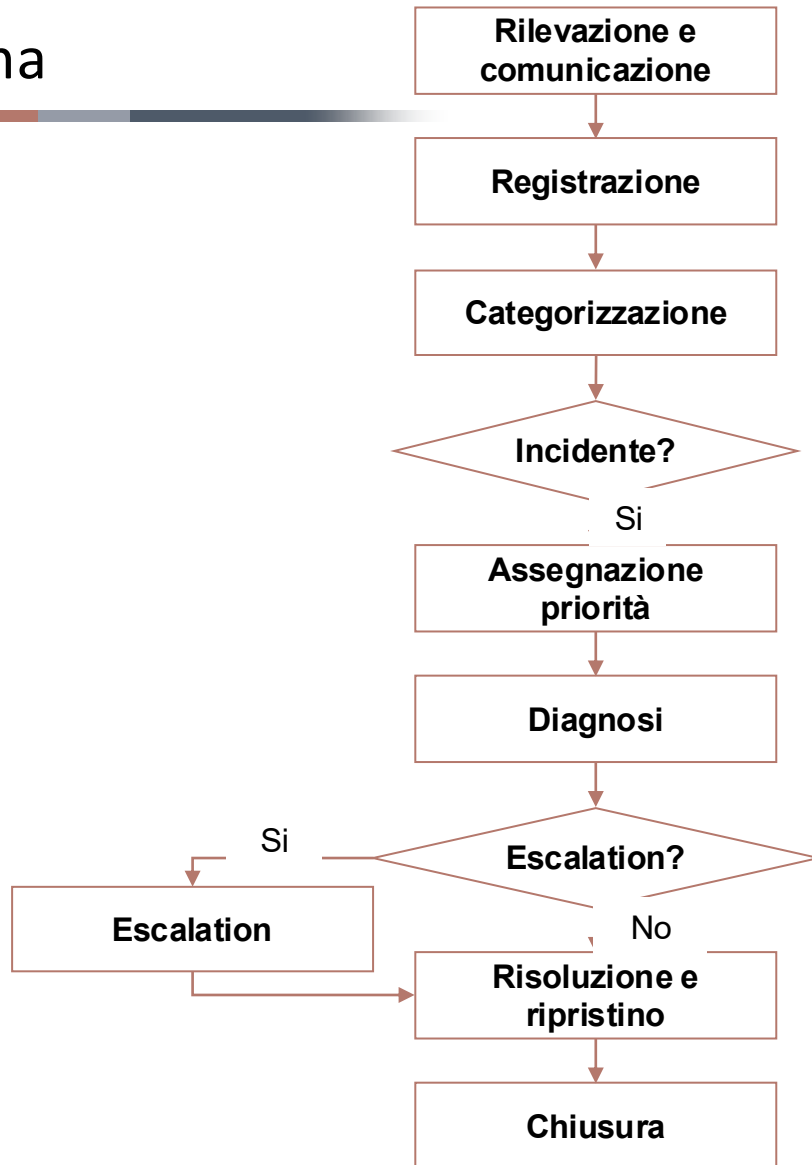 na
Rilevazione e
comunicazione
Registrazione
Categorizzazione
Incidente?
Si
Assegnazione
priorità
Diagnosi
Si
Escalation?
Escalation
No
Risoluzione e
ripristino
Chiusura